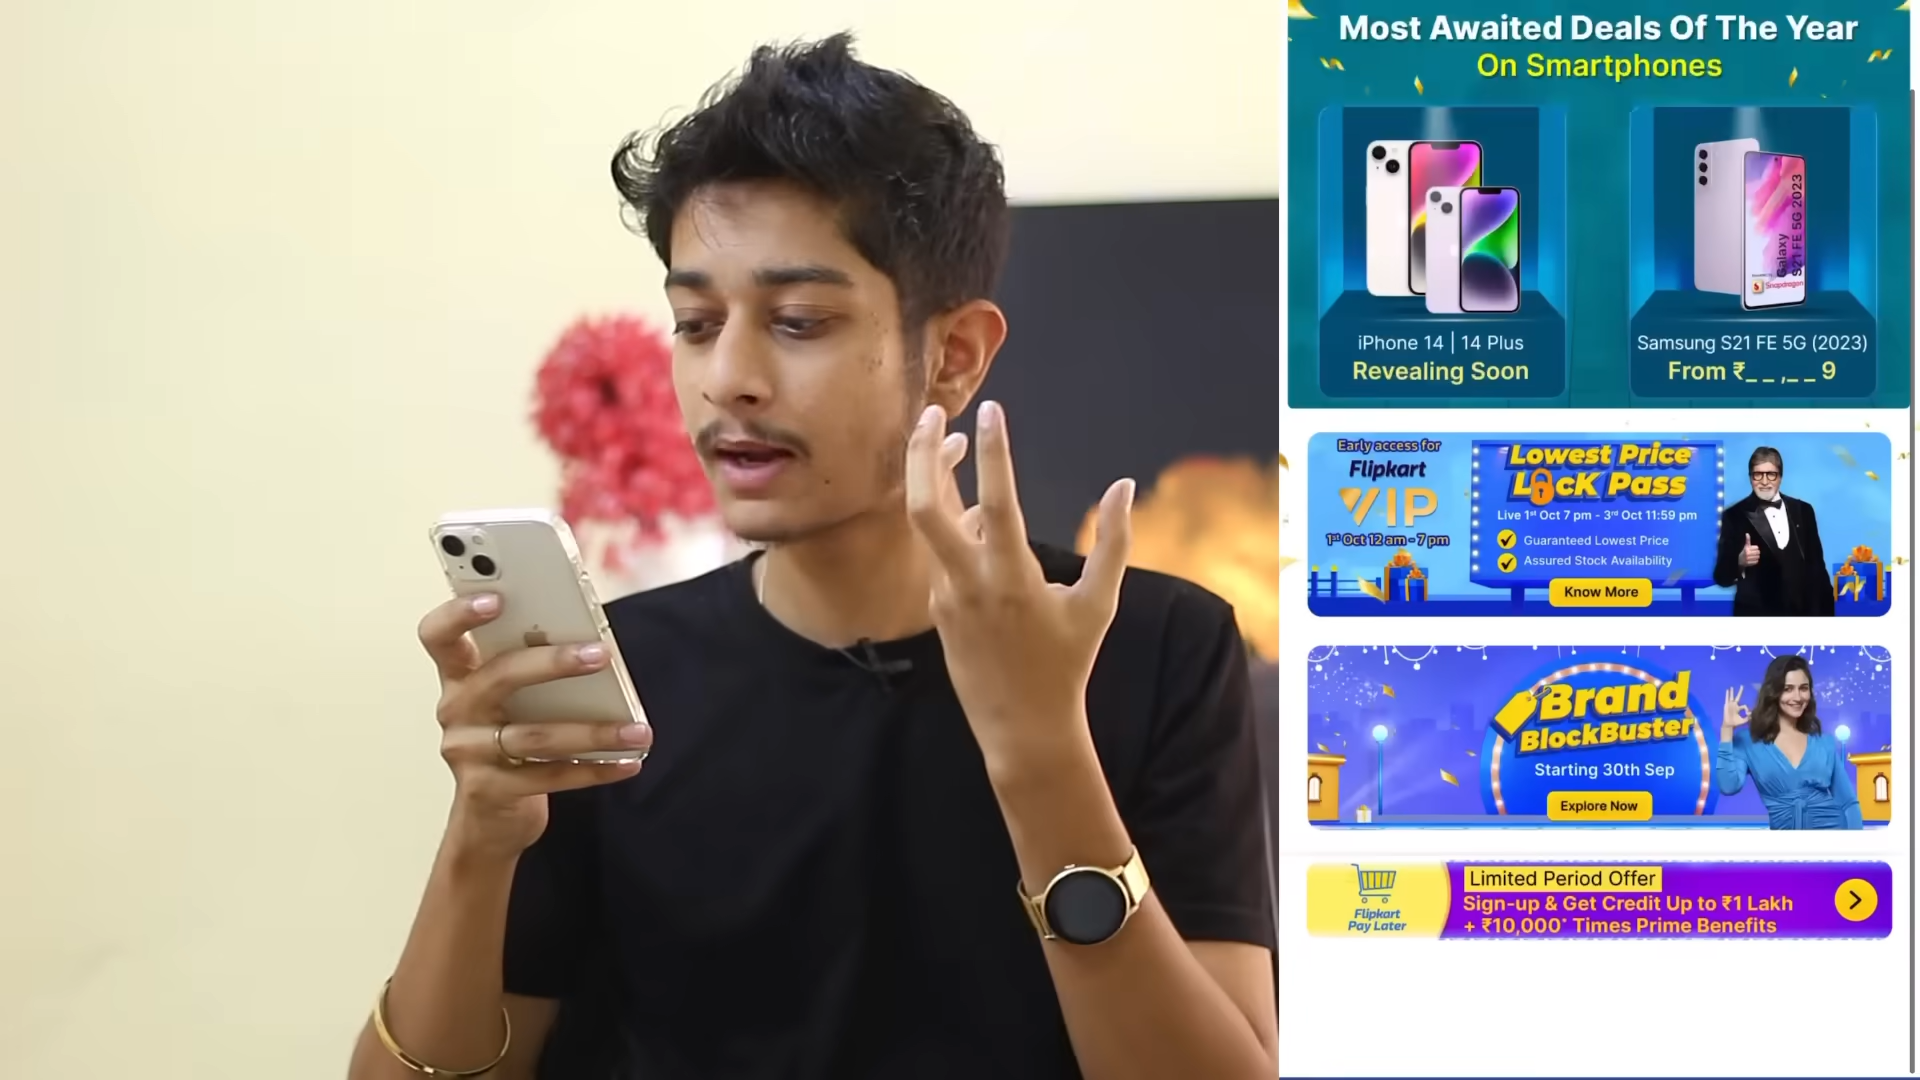 Most Awaited Deals Of The Year
On Smartphones
Galaxy
S21 FE 5G 2023
Snapdragon
iPhone 14 | 14 Plus
Revealing Soon
Samsung S21 FE 5G (2023)
From ₹_ _ ,_ _ 9
Early access for
Flipkart
VIP
1st Oct 12 am - 7 pm
Lowest Price
Lock Pass
Live 1st Oct 7 pm - 3rd Oct 11:59 pm
Guaranteed Lowest Price
Assured Stock Availability
Know More
Brand
BlockBuster
Starting 30th Sep
Explore Now
Flipkart
Pay Later
Limited Period Offer
Sign-up & Get Credit Up to ₹1 Lakh
+ ₹10,000* Times Prime Benefits